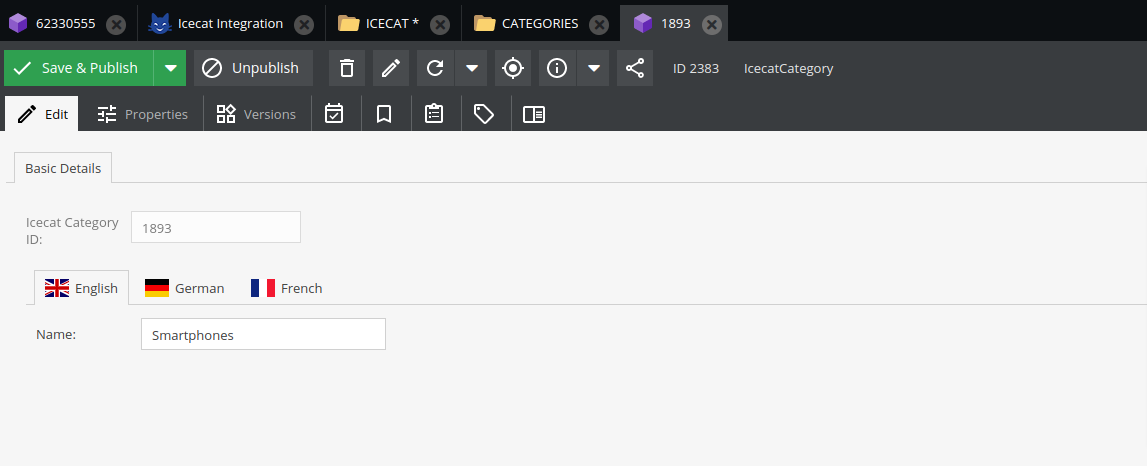 62330555 Icecat Integration ICECAT * CATEGORIES 1893
Save & Publish Unpublish ID 2383 IcecatCategory
Edit Properties Versions
Basic Details
Icecat Category
ID:
1893
English German French
Name: Smartphones